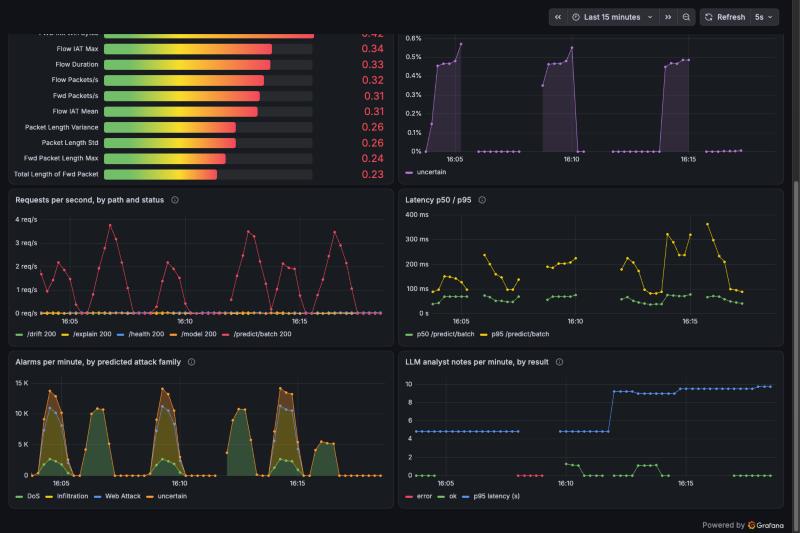 Last 15 minutes
Refresh
5s
0.42
Flow IAT Max
0.34
Flow Duration
0.33
Flow Packets/s
0.32
Fwd Packets/s
0.31
Flow IAT Mean
0.31
Packet Length Variance
0.26
Packet Length Std
0.26
Fwd Packet Length Max
0.24
Total Length of Fwd Packet
0.23
0.6%
0.5%
0.4%
0.3%
0.2%
0.1%
0%
16:05
16:10
16:15
uncertain
Requests per second, by path and status
4 req/s
3 req/s
2 req/s
1 req/s
0 req/s
16:05
16:10
16:15
/drift 200
/explain 200
/health 200
/model 200
/predict/batch 200
Latency p50 / p95
400 ms
300 ms
200 ms
100 ms
0 s
16:05
16:10
16:15
p50 /predict/batch
p95 /predict/batch
Alarms per minute, by predicted attack family
15 K
10 K
5 K
0
16:05
16:10
16:15
DoS
Infiltration
Web Attack
uncertain
LLM analyst notes per minute, by result
10
8
6
4
2
0
16:05
16:10
16:15
error
ok
p95 latency (s)
Powered by Grafana